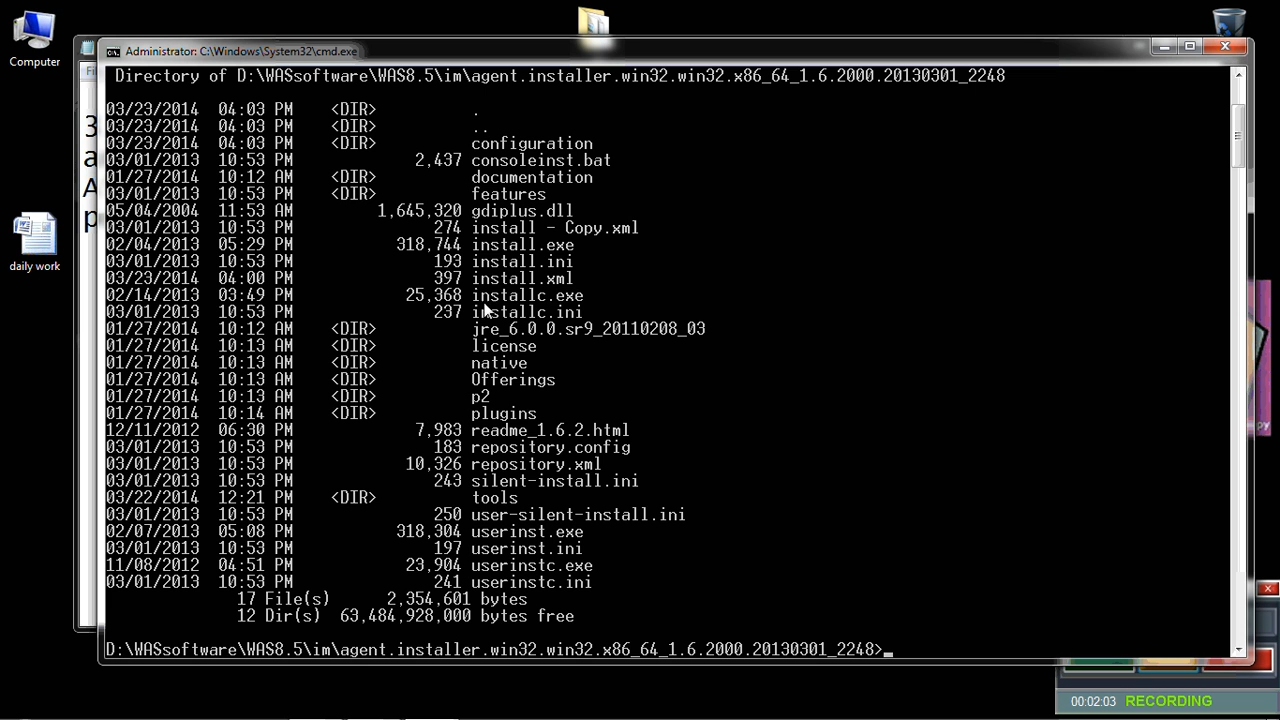 Computer
Administrator: C:\Windows\System32\cmd.exe
Fi
3
a
A
p
daily work
Directory of D:\WASsoftware\WAS8.5\im\agent.installer.win32.win32.x86_64_1.6.2000.20130301_2248
03/23/2014 04:03 PM <DIR> .
03/23/2014 04:03 PM <DIR> ..
03/23/2014 04:03 PM <DIR> configuration
03/01/2013 10:53 PM 2,437 consoleinst.bat
01/27/2014 10:12 AM <DIR> documentation
03/01/2013 10:53 PM <DIR> features
05/04/2004 11:53 AM 1,645,320 gdiplus.dll
03/01/2013 10:53 PM 274 install - Copy.xml
02/04/2013 05:29 PM 318,744 install.exe
03/01/2013 10:53 PM 193 install.ini
03/23/2014 04:00 PM 397 install.xml
02/14/2013 03:49 PM 25,368 installc.exe
03/01/2013 10:53 PM 237 installc.ini
01/27/2014 10:12 AM <DIR> jre_6.0.0.sr9_20110208_03
01/27/2014 10:13 AM <DIR> license
01/27/2014 10:13 AM <DIR> native
01/27/2014 10:13 AM <DIR> Offerings
01/27/2014 10:13 AM <DIR> p2
01/27/2014 10:14 AM <DIR> plugins
12/11/2012 06:30 PM 7,983 readme_1.6.2.html
03/01/2013 10:53 PM 183 repository.config
03/01/2013 10:53 PM 10,326 repository.xml
03/01/2013 10:53 PM 243 silent-install.ini
03/22/2014 12:21 PM <DIR> tools
03/01/2013 10:53 PM 250 user-silent-install.ini
02/07/2013 05:08 PM 318,304 userinst.exe
03/01/2013 10:53 PM 197 userinst.ini
11/08/2012 04:51 PM 23,904 userinstc.exe
03/01/2013 10:53 PM 241 userinstc.ini
17 File(s) 2,354,601 bytes
12 Dir(s) 63,484,928,000 bytes free
D:\WASsoftware\WAS8.5\im\agent.installer.win32.win32.x86_64_1.6.2000.20130301_2248>_
py
00:02:03 RECORDING